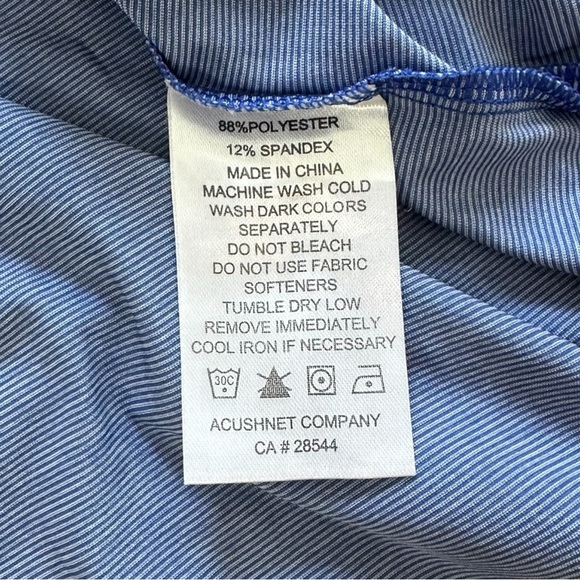 88%POLYESTER
12% SPANDEX
MADE IN CHINA
MACHINE WASH COLD
WASH DARK COLORS
SEPARATELY
DO NOT BLEACH
DO NOT USE FABRIC
SOFTENERS
TUMBLE DRY LOW
REMOVE IMMEDIATELY
COOL IRON IF NECESSARY
30C
ACUSHNET COMPANY
CA # 28544